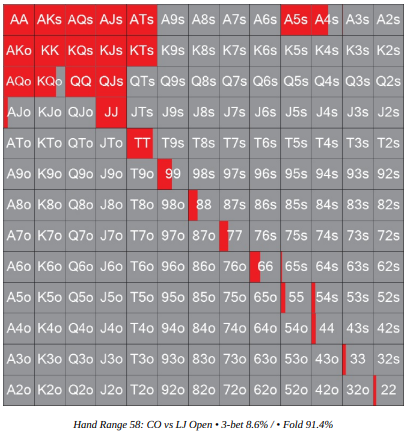 AA AKs AQs AJs ATs A9s A8s A7s A6s A5s A4s A3s A2s
AKo KK KQs KJs KTs K9s K8s K7s K6s K5s K4s K3s K2s
AQo KQo QQ QJs QTs Q9s Q8s Q7s Q6s Q5s Q4s Q3s Q2s
AJo KJo QJo JJ JTs J9s J8s J7s J6s J5s J4s J3s J2s
ATo KTo QTo JTo TT T9s T8s T7s T6s T5s T4s T3s T2s
A9o K9o Q9o J9o T9o 99 98s 97s 96s 95s 94s 93s 92s
A8o K8o Q8o J8o T8o 98o 88 87s 86s 85s 84s 83s 82s
A7o K7o Q7o J7o T7o 97o 87o 77 76s 75s 74s 73s 72s
A6o K6o Q6o J6o T6o 96o 86o 76o 66 65s 64s 63s 62s
A5o K5o Q5o J5o T5o 95o 85o 75o 65o 55 54s 53s 52s
A4o K4o Q4o J4o T4o 94o 84o 74o 64o 54o 44 43s 42s
A3o K3o Q3o J3o T3o 93o 83o 73o 63o 53o 43o 33 32s
A2o K2o Q2o J2o T2o 92o 82o 72o 62o 52o 42o 32o 22
Hand Range 58: CO vs LJ Open • 3-bet 8.6% / • Fold 91.4%